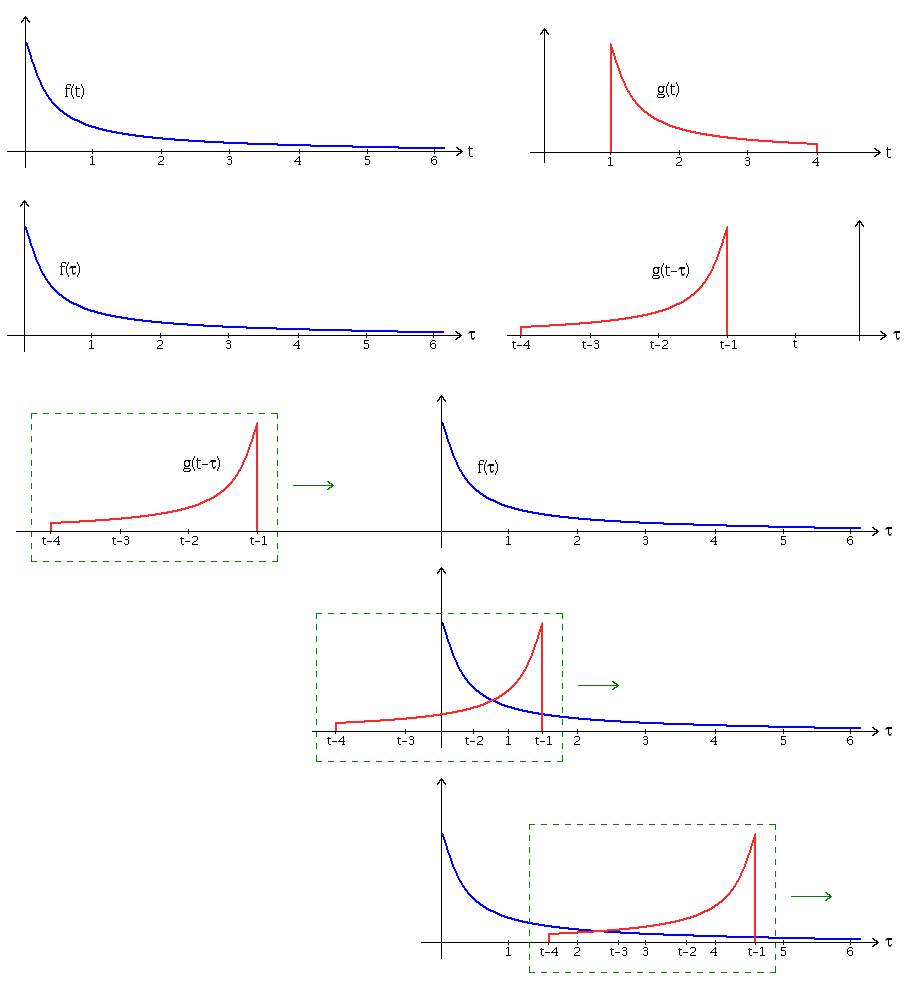 f(t)
g(t)
1 2 3 4 5 6 t
1 2 3 4 t
f(τ)
g(t-τ)
1 2 3 4 5 6 τ
t-4 t-3 t-2 t-1 t τ
g(t-τ)
f(τ)
t-4 t-3 t-2 t-1 1 2 3 4 5 6 τ
t-4 t-3 t-2 1 t-1 2 3 4 5 6 τ
1 t-4 2 t-3 3 t-2 4 t-1 5 6 τ